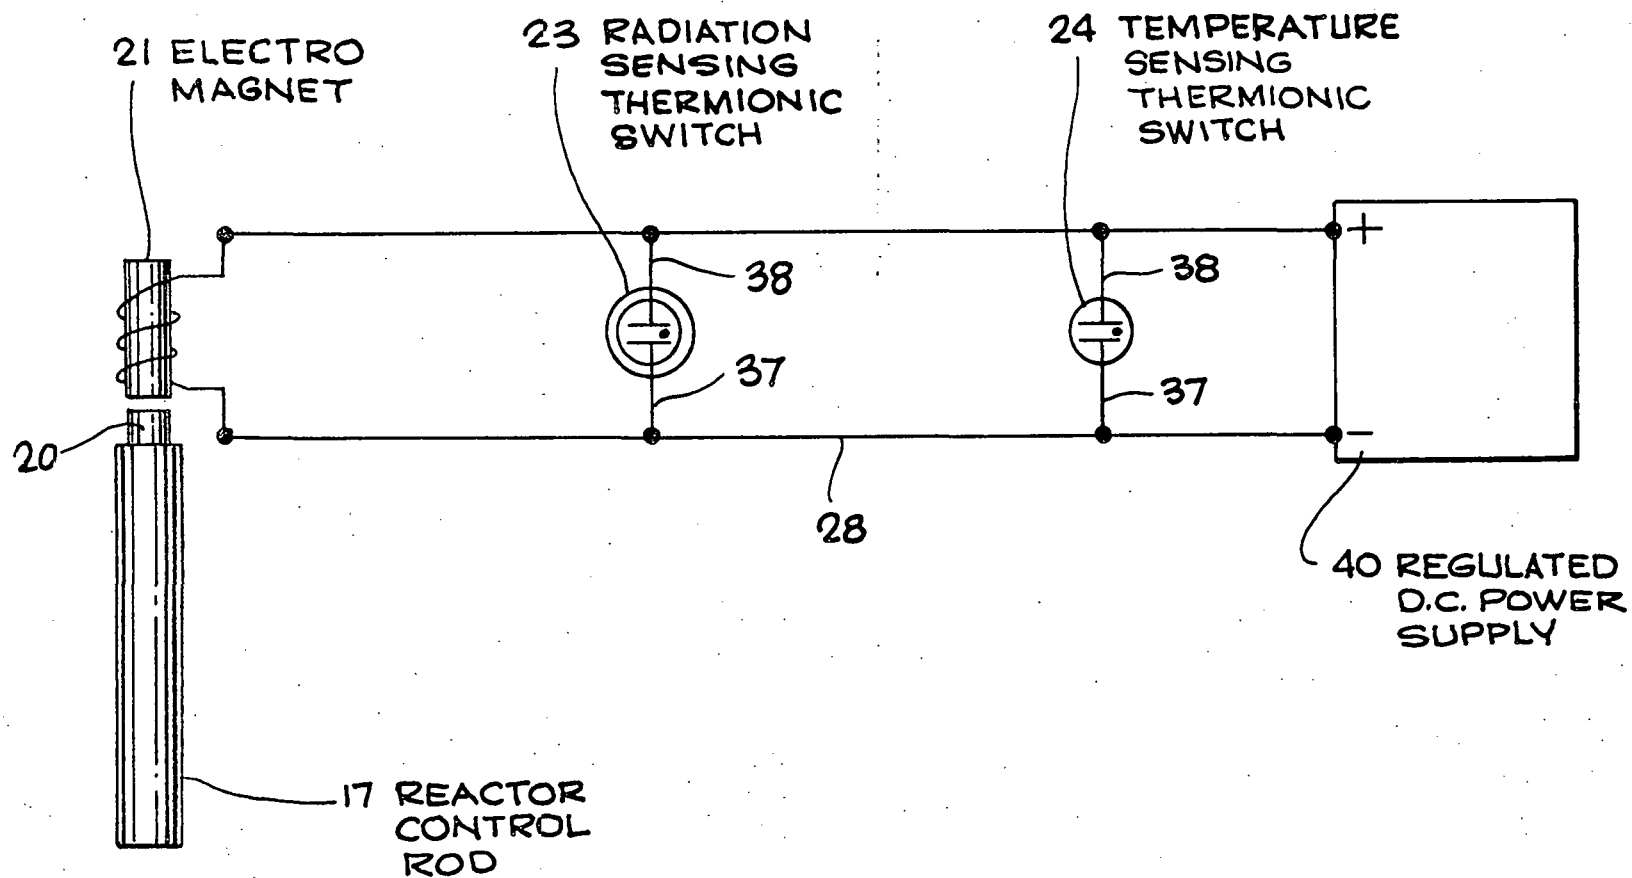 21 ELECTRO
MAGNET
23 RADIATION
SENSING
THERMIONIC
SWITCH
24 TEMPERATURE
SENSING
THERMIONIC
SWITCH
+
38
38
37
37
20
28
-
40 REGULATED
D.C. POWER
SUPPLY
17 REACTOR
CONTROL
ROD